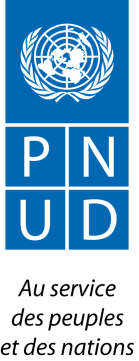 P N
U D
Au service
des peuples
et des nations